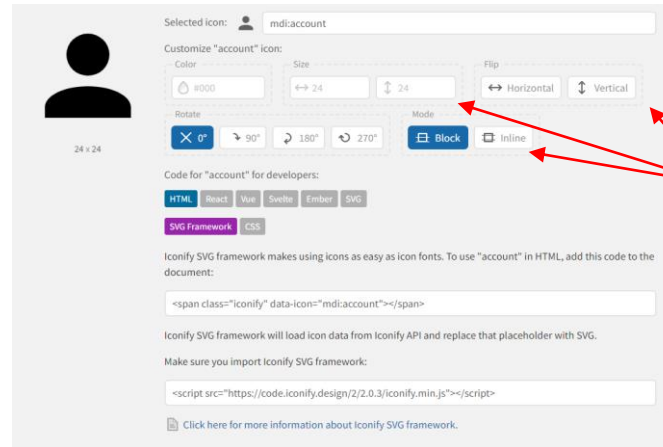 Selected icon: mdi:account
Customize "account" icon:
Color Size Flip
#000 24 24 Horizontal Vertical
Rotate Mode
0° 90° 180° 270° Block Inline
24 x 24
Code for "account" for developers:
HTML React Vue Svelte Ember SVG
SVG Framework CSS
Iconify SVG framework makes using icons as easy as icon fonts. To use "account" in HTML, add this code to the
document:
<span class="iconify" data-icon="mdi:account"></span>
Iconify SVG framework will load icon data from Iconify API and replace that placeholder with SVG.
Make sure you import Iconify SVG framework:
<script src="https://code.iconify.design/2/2.0.3/iconify.min.js"></script>
Click here for more information about Iconify SVG framework.